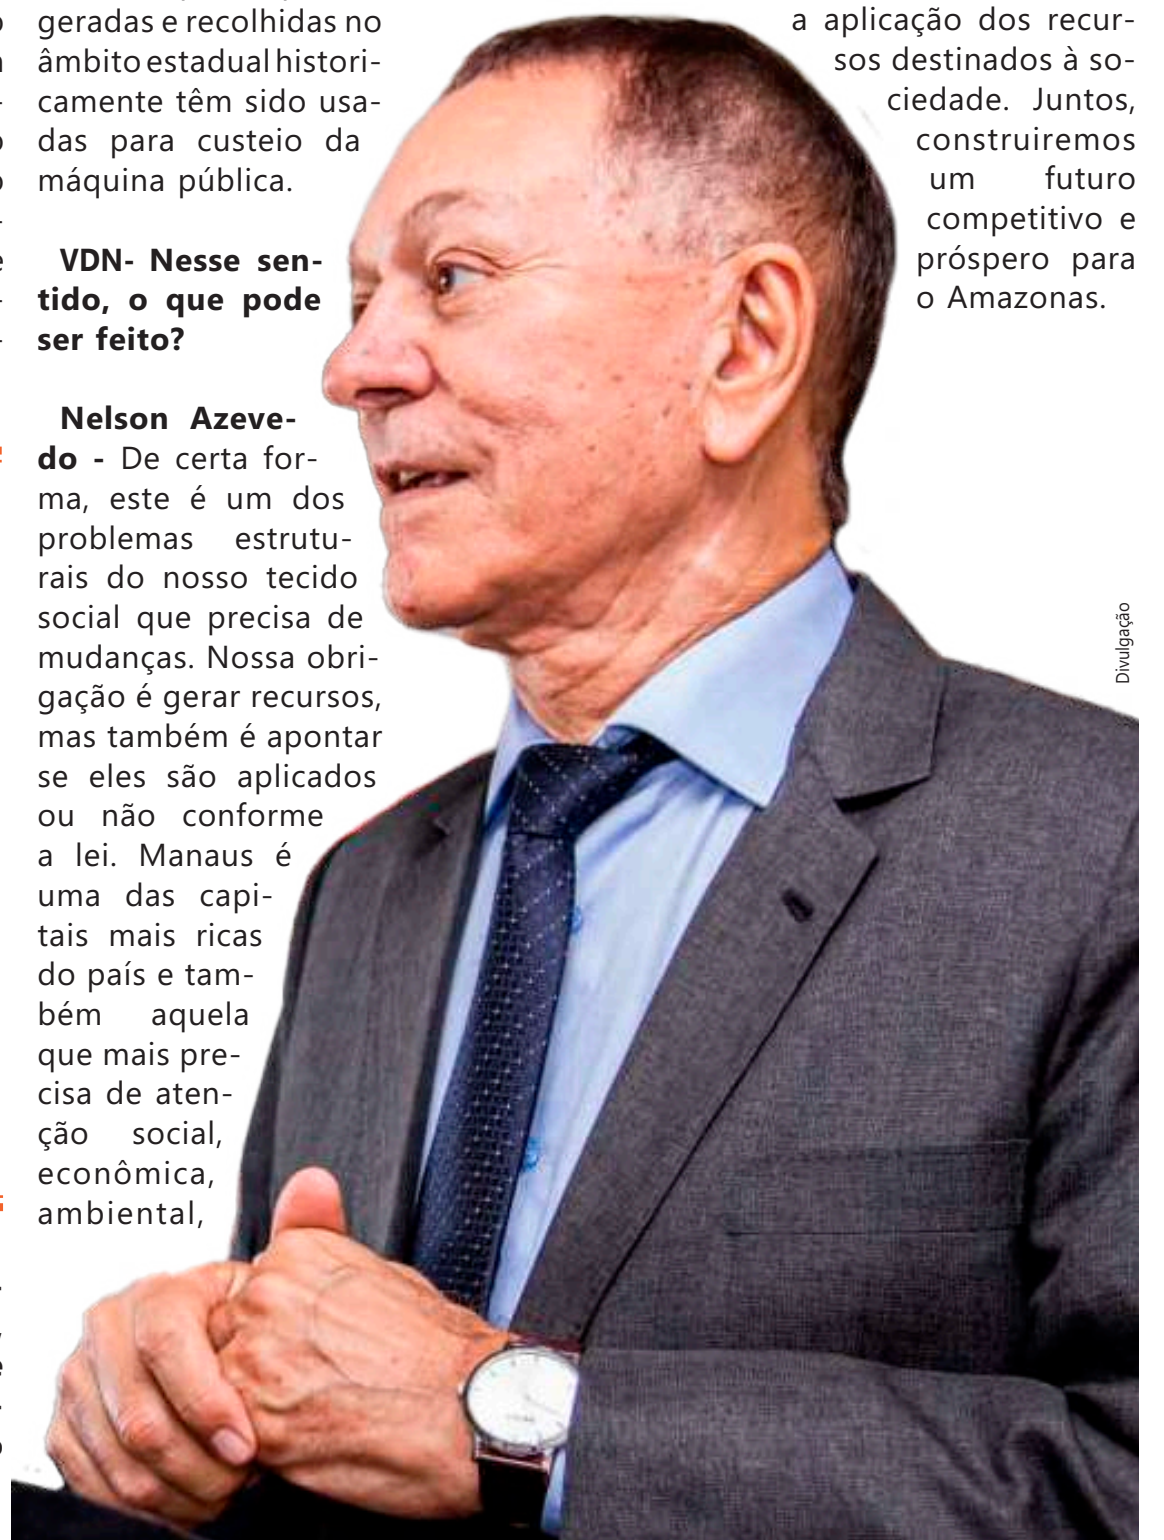 geradas e recolhidas no
âmbito estadual histori-
camente têm sido usa-
das para custeio da
máquina pública.
VDN- Nesse sen-
tido, o que pode
ser feito?
Nelson Azeve-
do - De certa for-
ma, este é um dos
problemas estrutu-
rais do nosso tecido
social que precisa de
mudanças. Nossa obri-
gação é gerar recursos,
mas também é apontar
se eles são aplicados
ou não conforme
a lei. Manaus é
uma das capi-
tais mais ricas
do país e tam-
bém aquela
que mais pre-
cisa de aten-
ção social,
econômica,
ambiental,
a aplicação dos recur-
sos destinados à so-
ciedade. Juntos,
construiremos
um futuro
competitivo e
próspero para
o Amazonas.
Divulgação